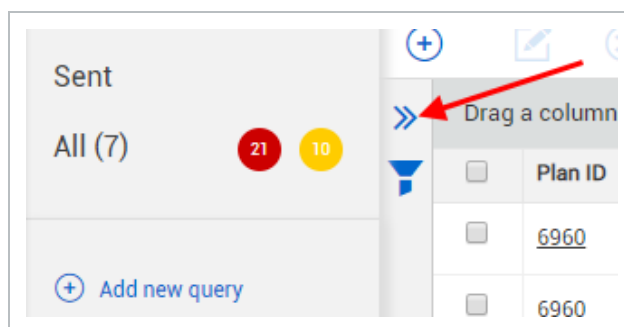 Sent
All (7) 21 10
Add new query
Drag a column
Plan ID
6960
6960